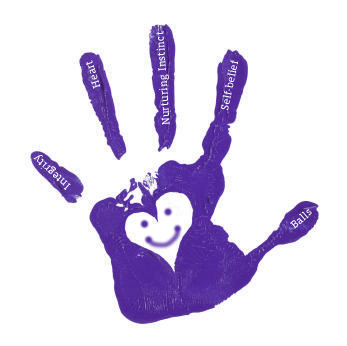 Integrity
Heart
Nurturing Instinct
Self-belief
Balls